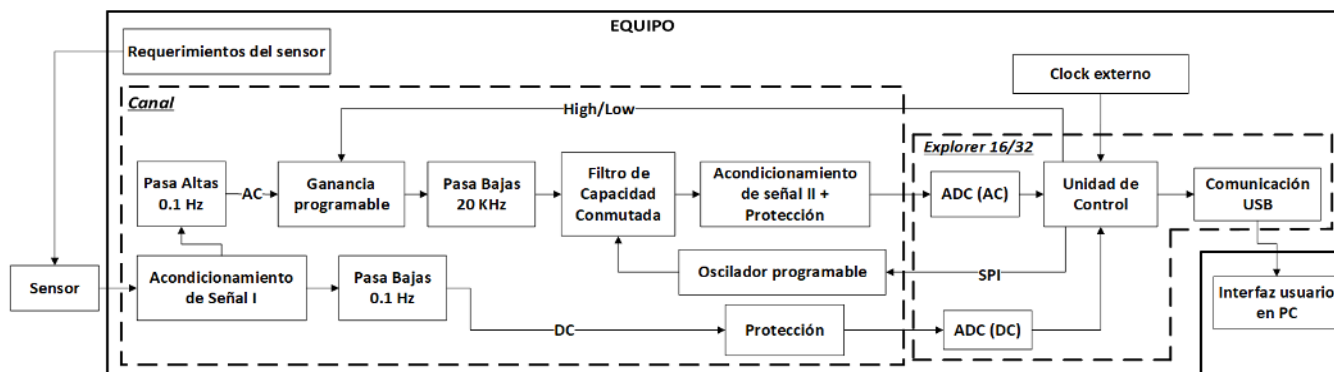 EQUIPO
Requerimientos del sensor
Clock externo
Canal
High/Low
Explorer 16/32
Pasa Altas
0.1 Hz
AC
Ganancia
programable
Pasa Bajas
20 KHz
Filtro de
Capacidad
Conmutada
Acondicionamiento
de señal II +
Protección
ADC (AC)
Unidad de
Control
Comunicación
USB
Sensor
Acondicionamiento
de Señal I
Pasa Bajas
0.1 Hz
Oscilador programable
SPI
DC
Protección
ADC (DC)
Interfaz usuario
en PC